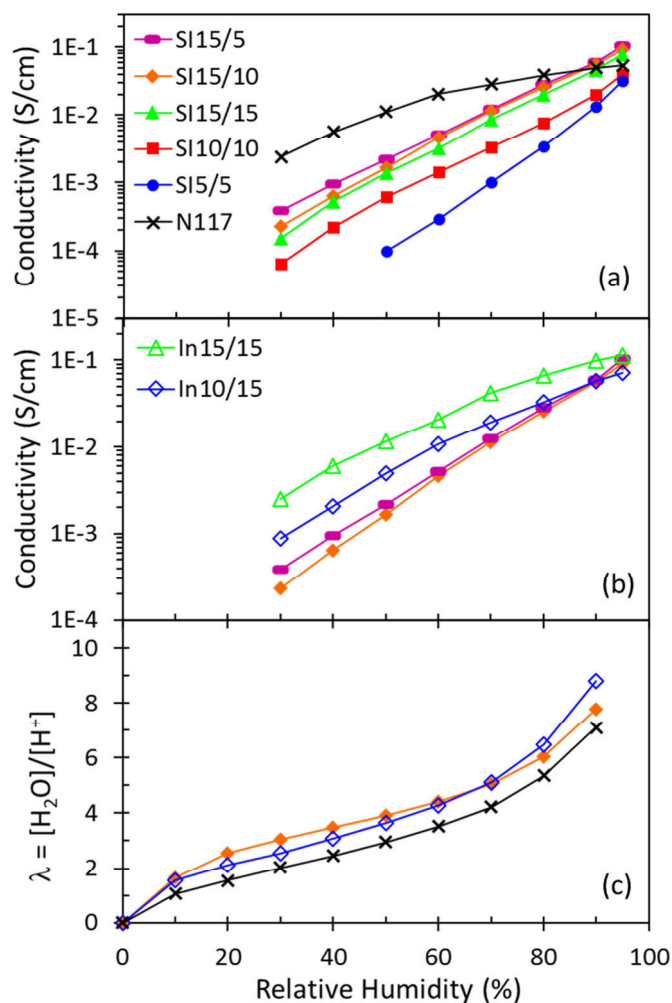 1E-1
1E-2
1E-3
1E-4
1E-5
Conductivity (S/cm)
SI15/5
SI15/10
SI15/15
SI10/10
SI5/5
N117
(a)
1E-1
1E-2
1E-3
1E-4
Conductivity (S/cm)
In15/15
In10/15
(b)
10
8
6
4
2
0
λ = [H₂O]/[H⁺]
(c)
0 20 40 60 80 100
Relative Humidity (%)